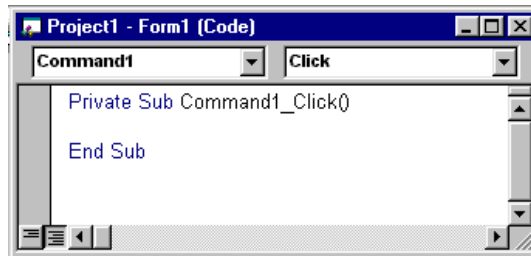 Project1 - Form1 (Code)
Command1 Click
Private Sub Command1_Click()
End Sub